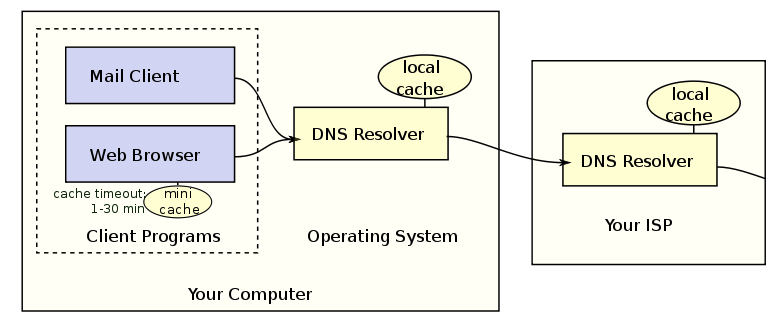 Mail Client
Web Browser
cache timeout:
1-30 min
mini
cache
Client Programs
local
cache
DNS Resolver
Operating System
Your Computer
local
cache
DNS Resolver
Your ISP